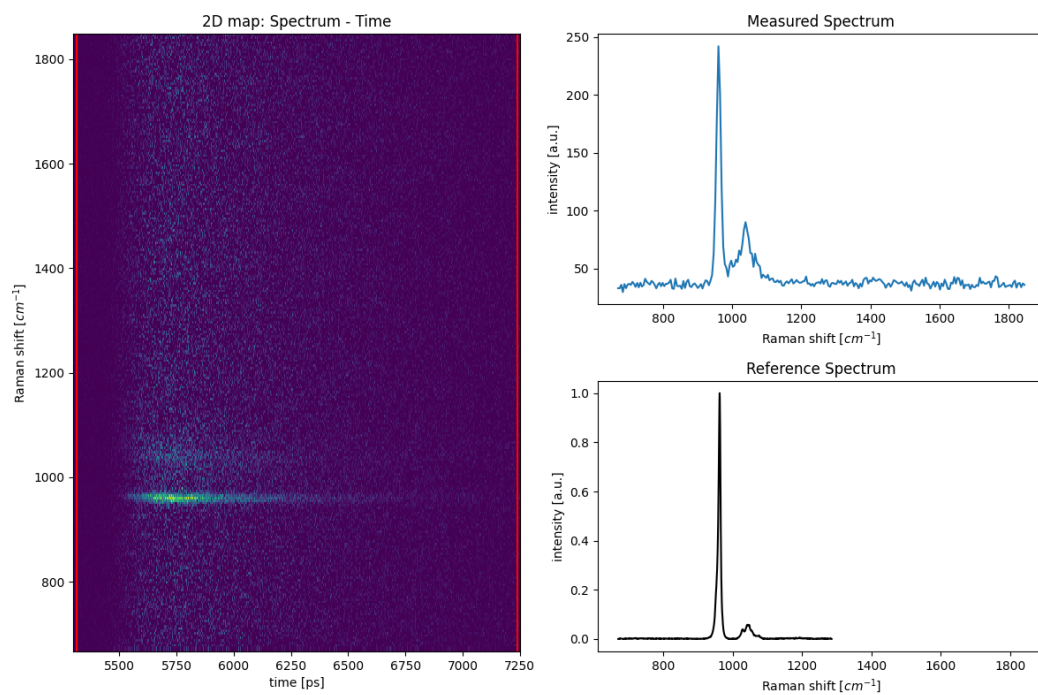 2D map: Spectrum - Time
1800
1600
1400
1200
1000
800
Raman shift [cm⁻¹]
5500 5750 6000 6250 6500 6750 7000 7250
time [ps]
Measured Spectrum
250
200
150
100
50
intensity [a.u.]
800 1000 1200 1400 1600 1800
Raman shift [cm⁻¹]
Reference Spectrum
1.0
0.8
0.6
0.4
0.2
0.0
intensity [a.u.]
800 1000 1200 1400 1600 1800
Raman shift [cm⁻¹]